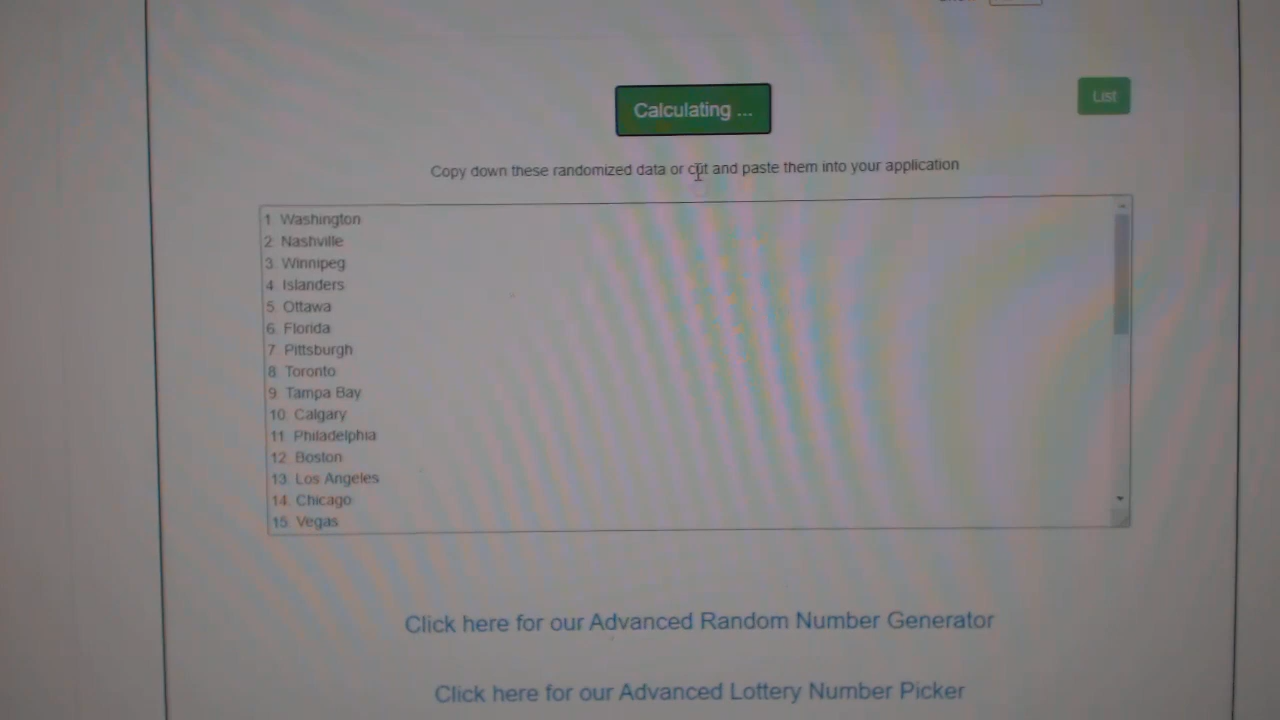 Calculating ...
List
Copy down these randomized data or cut and paste them into your application
1. Washington
2. Nashville
3. Winnipeg
4. Islanders
5. Ottawa
6. Florida
7. Pittsburgh
8. Toronto
9. Tampa Bay
10. Calgary
11. Philadelphia
12. Boston
13. Los Angeles
14. Chicago
15. Vegas
Click here for our Advanced Random Number Generator
Click here for our Advanced Lottery Number Picker